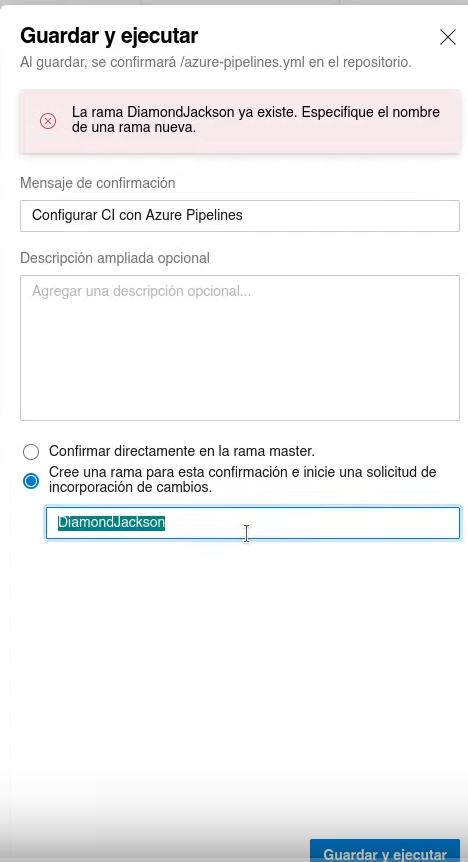 Guardar y ejecutar
Al guardar, se confirmará /azure-pipelines.yml en el repositorio.
La rama DiamondJackson ya existe. Especifique el nombre
de una rama nueva.
Mensaje de confirmación
Configurar CI con Azure Pipelines
Descripción ampliada opcional
Agregar una descripción opcional...
Confirmar directamente en la rama master.
Cree una rama para esta confirmación e inicie una solicitud de
incorporación de cambios.
DiamondJackson
Guardar y ejecutar